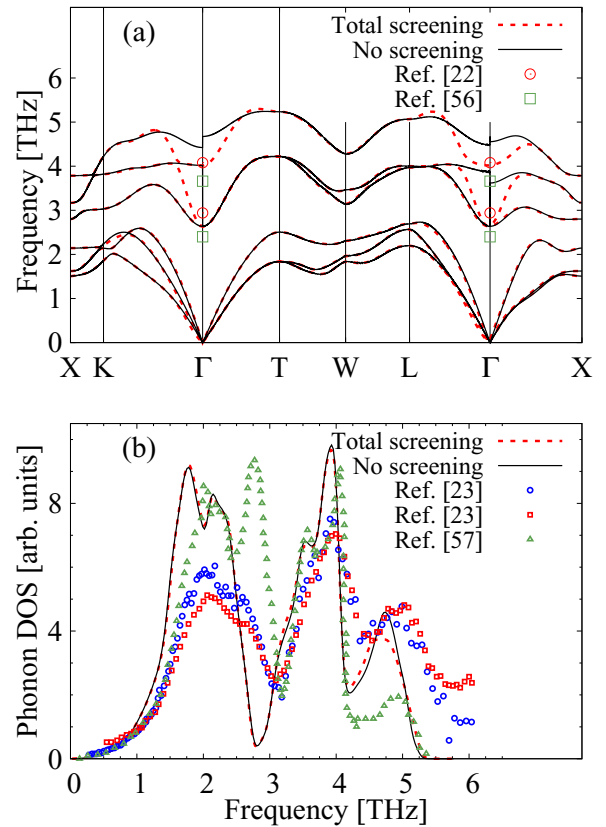 (a)
Total screening
No screening
Ref. [22]
Ref. [56]
Frequency [THz]
6
5
4
3
2
1
0
X K Γ T W L Γ X
(b)
Total screening
No screening
Ref. [23]
Ref. [23]
Ref. [57]
Phonon DOS [arb. units]
8
4
0
0 1 2 3 4 5 6
Frequency [THz]